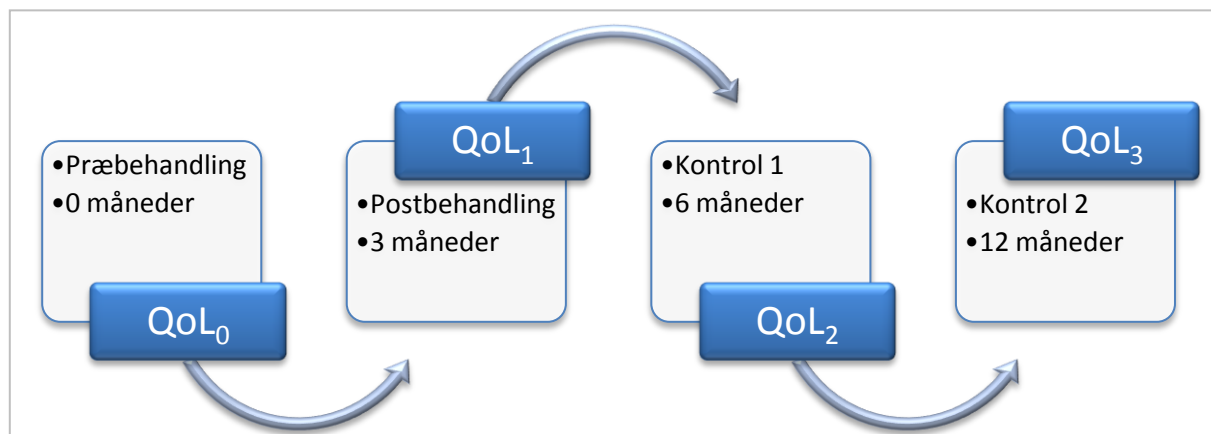 •Præbehandling
•0 måneder
QoL₀
QoL₁
•Postbehandling
•3 måneder
•Kontrol 1
•6 måneder
QoL₂
QoL₃
•Kontrol 2
•12 måneder